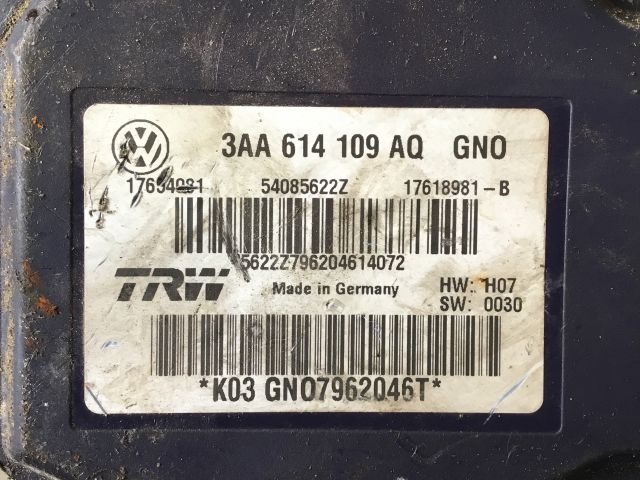 3AA 614 109 AQ GNO
54085622Z 17618981-B
5622Z796204614072
TRW Made in Germany HW: H07
SW: 0030
*K03 GNO7962046T*